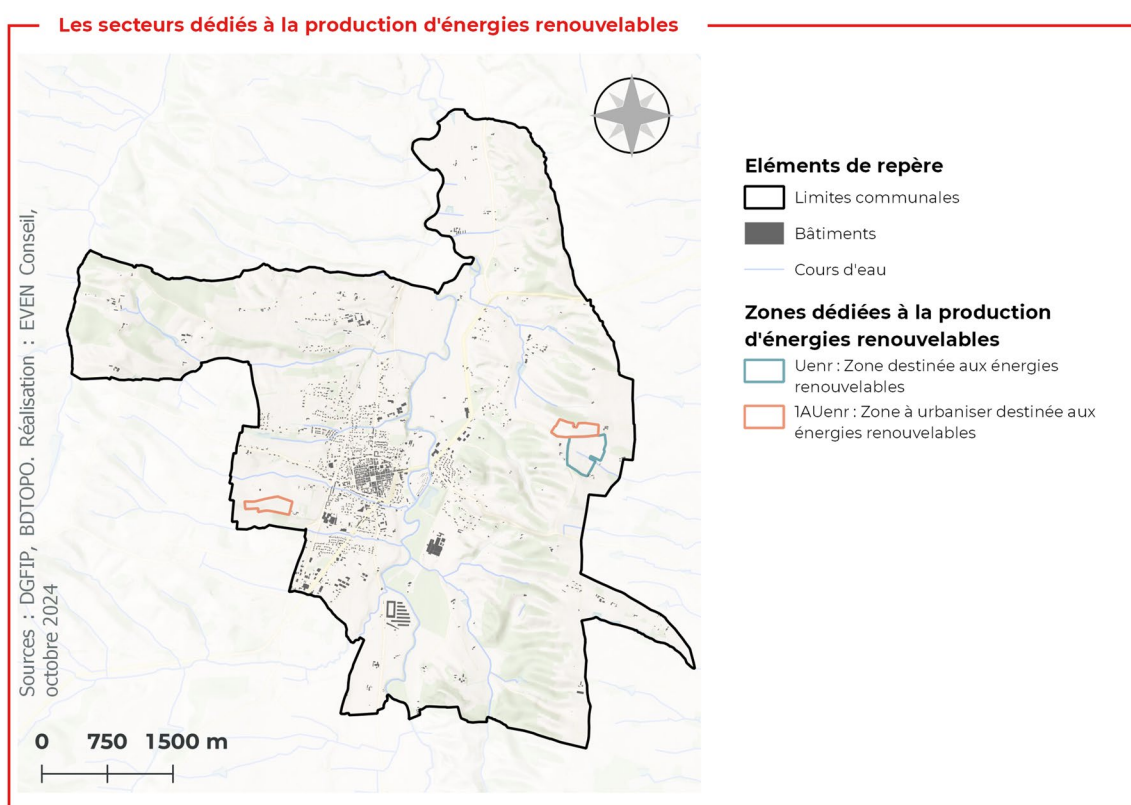 Les secteurs dédiés à la production d'énergies renouvelables
Sources : DGFIP, BDTOPO. Réalisation : EVEN Conseil,
octobre 2024
0 750 1500 m
Eléments de repère
Limites communales
Bâtiments
Cours d'eau
Zones dédiées à la production
d'énergies renouvelables
Uenr : Zone destinée aux énergies
renouvelables
1AUenr : Zone à urbaniser destinée aux
énergies renouvelables